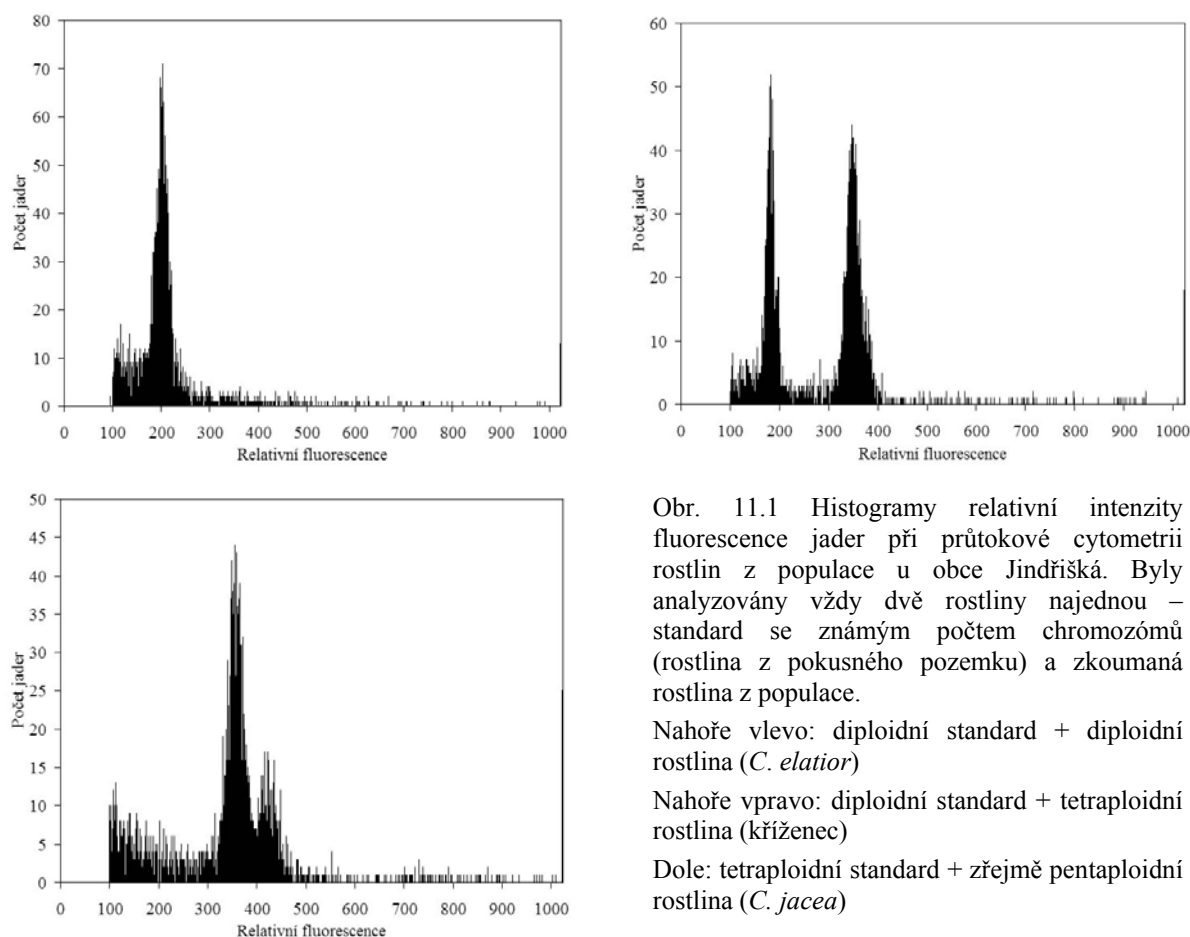 80
70
60
50
40
30
20
10
0
Počet jader
0 100 200 300 400 500 600 700 800 900 1000
Relativní fluorescence
60
50
40
30
20
10
0
Počet jader
0 100 200 300 400 500 600 700 800 900 1000
Relativní fluorescence
50
45
40
35
30
25
20
15
10
5
0
Počet jader
0 100 200 300 400 500 600 700 800 900 1000
Relativní fluorescence
Obr. 11.1 Histogramy relativní intenzity
fluorescence jader při průtokové cytometrii
rostlin z populace u obce Jindřišká. Byly
analyzovány vždy dvě rostliny najednou –
standard se známým počtem chromozómů
(rostlina z pokusného pozemku) a zkoumaná
rostlina z populace.
Nahoře vlevo: diploidní standard + diploidní
rostlina (C. elatior)
Nahoře vpravo: diploidní standard + tetraploidní
rostlina (kříženec)
Dole: tetraploidní standard + zřejmě pentaploidní
rostlina (C. jacea)